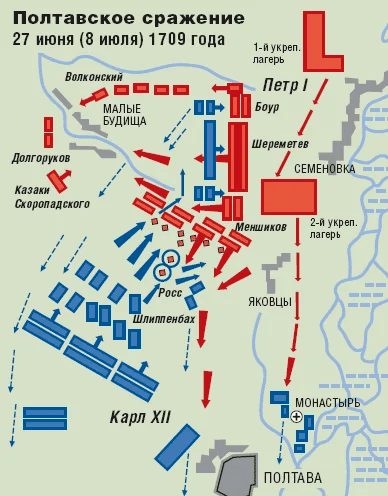 Полтавское сражение
27 июня (8 июля) 1709 года
1-й укреп.
лагерь
Волконский
Петр I
МАЛЫЕ
БУДИЩА
Боур
Шереметев
Долгоруков
СЕМЕНОВКА
Казаки
Скоропадского
Меншиков
2-й укреп.
лагерь
Росс
ЯКОВЦЫ
Шлиппенбах
МОНАСТЫРЬ
Карл XII
ПОЛТАВА